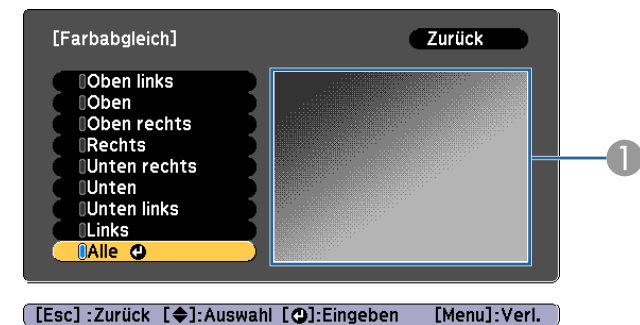 [Farbabgleich]
Zurück
Oben links
Oben
Oben rechts
Rechts
Unten rechts
Unten
Unten links
Links
Alle
1
[Esc] :Zurück [◆]:Auswahl [↵]:Eingeben [Menu]:Verl.